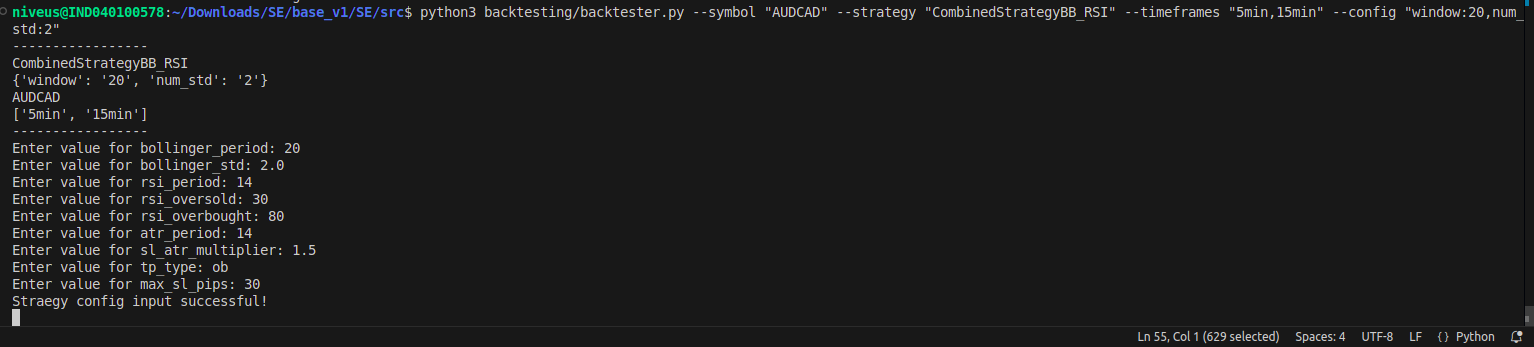 niveus@IND040100578:~/Downloads/SE/base_v1/SE/src$ python3 backtesting/backtester.py --symbol "AUDCAD" --strategy "CombinedStrategyBB_RSI" --timeframes "5min,15min" --config "window:20,num_
std:2"
-----------------
CombinedStrategyBB_RSI
{'window': '20', 'num_std': '2'}
AUDCAD
['5min', '15min']
-----------------
Enter value for bollinger_period: 20
Enter value for bollinger_std: 2.0
Enter value for rsi_period: 14
Enter value for rsi_oversold: 30
Enter value for rsi_overbought: 80
Enter value for atr_period: 14
Enter value for sl_atr_multiplier: 1.5
Enter value for tp_type: ob
Enter value for max_sl_pips: 30
Straegy config input successful!
Ln 55, Col 1 (629 selected) Spaces: 4 UTF-8 LF {} Python